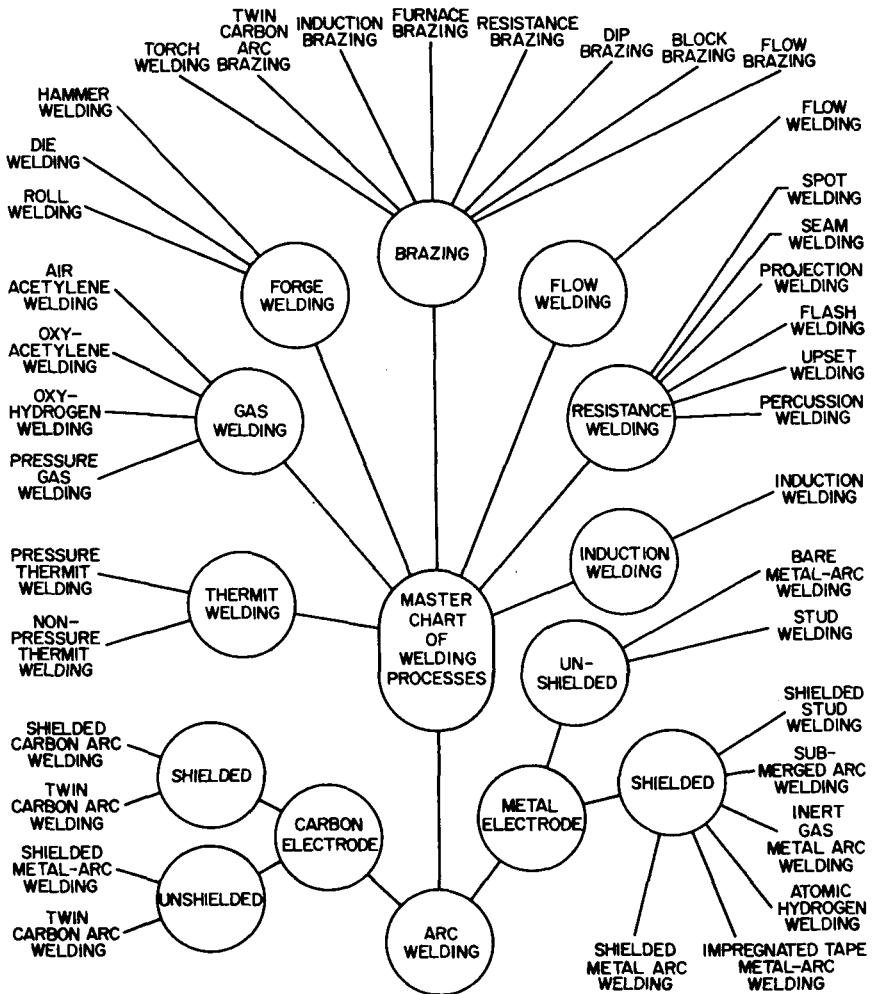 TORCH
WELDING
TWIN
CARBON
ARC
BRAZING
INDUCTION
BRAZING
FURNACE
BRAZING
RESISTANCE
BRAZING
DIP
BRAZING
BLOCK
BRAZING
FLOW
BRAZING
HAMMER
WELDING
DIE
WELDING
ROLL
WELDING
FORGE
WELDING
BRAZING
FLOW
WELDING
FLOW
WELDING
AIR
ACETYLENE
WELDING
OXY-
ACETYLENE
WELDING
OXY-
HYDROGEN
WELDING
PRESSURE
GAS
WELDING
GAS
WELDING
RESISTANCE
WELDING
SPOT
WELDING
SEAM
WELDING
PROJECTION
WELDING
FLASH
WELDING
UPSET
WELDING
PERCUSSION
WELDING
INDUCTION
WELDING
INDUCTION
WELDING
PRESSURE
THERMIT
WELDING
NON-
PRESSURE
THERMIT
WELDING
THERMIT
WELDING
MASTER
CHART
OF
WELDING
PROCESSES
UN-
SHIELDED
BARE
METAL-ARC
WELDING
STUD
WELDING
SHIELDED
CARBON ARC
WELDING
TWIN
CARBON ARC
WELDING
SHIELDED
SHIELDED
METAL-ARC
WELDING
TWIN
CARBON ARC
WELDING
UNSHIELDED
CARBON
ELECTRODE
ARC
WELDING
METAL
ELECTRODE
SHIELDED
SHIELDED
STUD
WELDING
SUB-
MERGED ARC
WELDING
INERT
GAS
METAL ARC
WELDING
ATOMIC
HYDROGEN
WELDING
IMPREGNATED TAPE
METAL-ARC
WELDING
SHIELDED
METAL ARC
WELDING